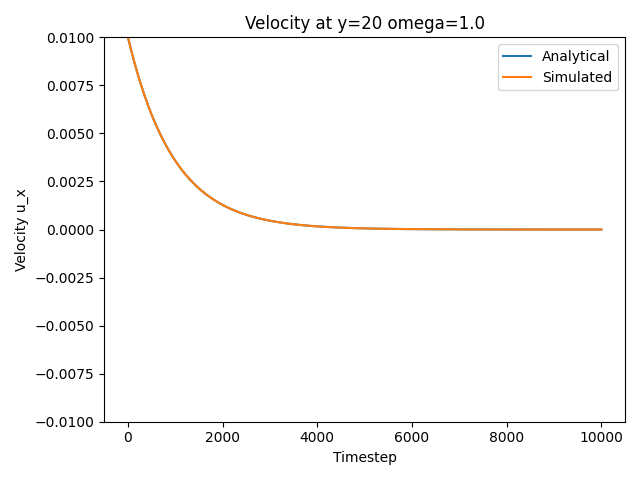 Velocity at y=20 omega=1.0
Analytical
Simulated
0.0100
0.0075
0.0050
0.0025
0.0000
−0.0025
−0.0050
−0.0075
−0.0100
Velocity u_x
0 2000 4000 6000 8000 10000
Timestep